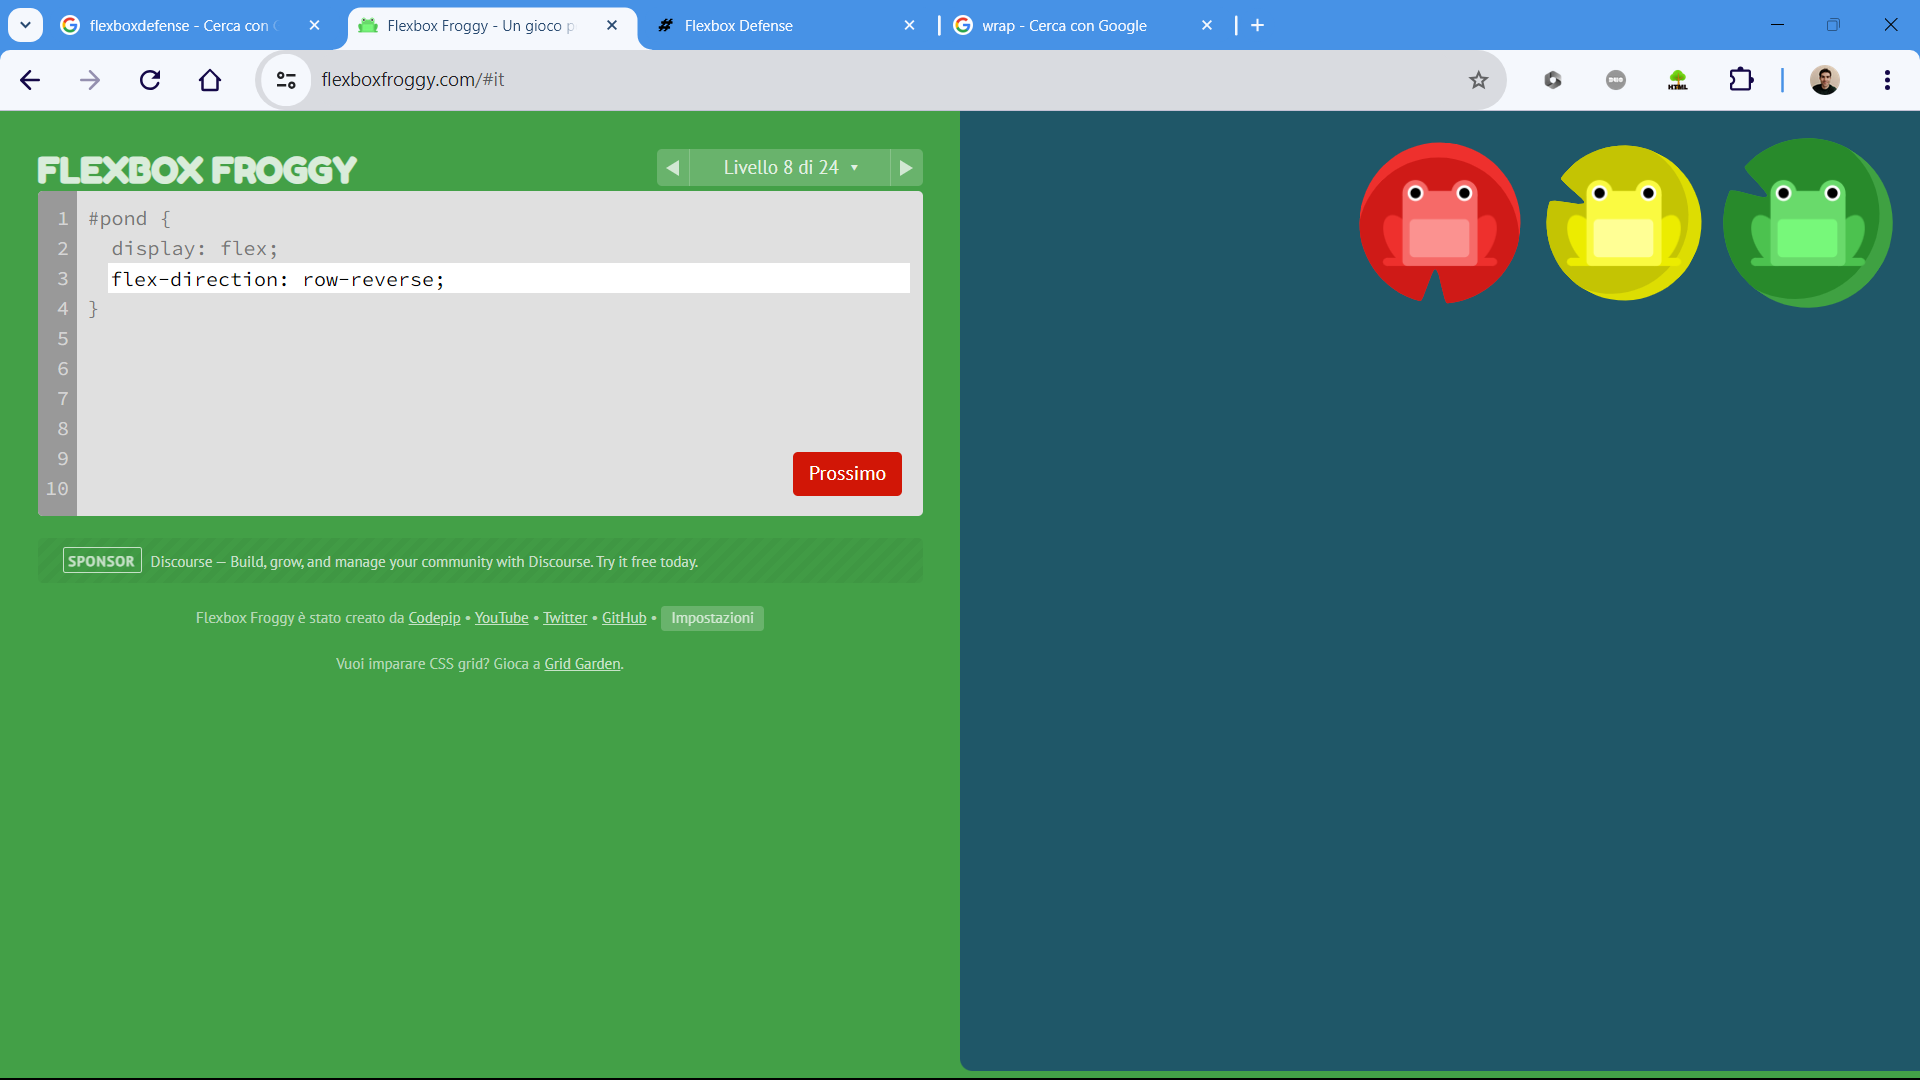 flexboxdefense - Cerca con G
Flexbox Froggy - Un gioco p
Flexbox Defense
wrap - Cerca con Google
flexboxfroggy.com/#it
HTML
FLEXBOX FROGGY
Livello 8 di 24
1 #pond {
2 display: flex;
3 flex-direction: row-reverse;
4 }
5
6
7
8
9
10
Prossimo
SPONSOR Discourse — Build, grow, and manage your community with Discourse. Try it free today.
Flexbox Froggy è stato creato da Codepip • YouTube • Twitter • GitHub • Impostazioni
Vuoi imparare CSS grid? Gioca a Grid Garden.